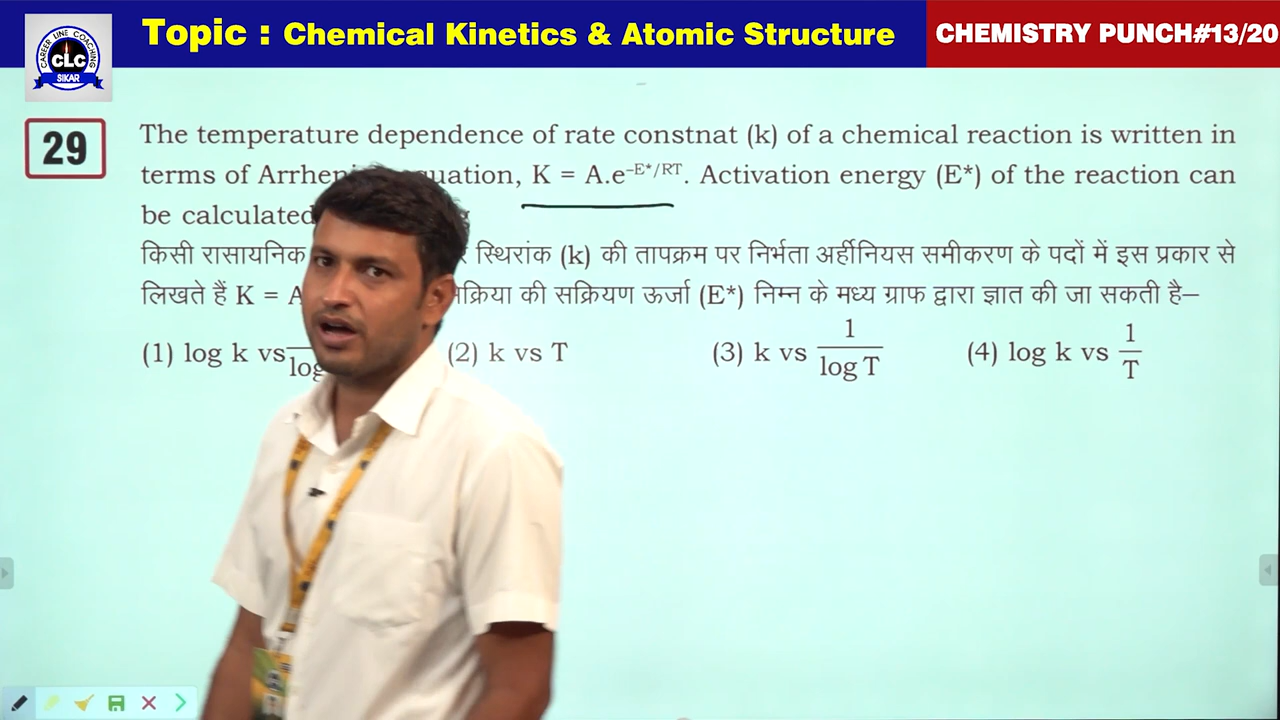 Topic : Chemical Kinetics & Atomic Structure
CHEMISTRY PUNCH#13/20
CAREER LINE COACHING
CLC
SIKAR
29
The temperature dependence of rate constnat (k) of a chemical reaction is written in
terms of K = A.e^{–E*/RT}. Activation energy (E*) of the reaction can
be calculated
किसी रासायनिक स्थिरांक (k) की तापक्रम पर निर्भता अर्हीनियस समीकरण के पदों में इस प्रकार से
लिखते हैं K = A की सक्रियण ऊर्जा (E*) निम्न के मध्य ग्राफ द्वारा ज्ञात की जा सकती है–
(1) log k vs (2) k vs T (3) k vs 1/log T (4) log k vs 1/T